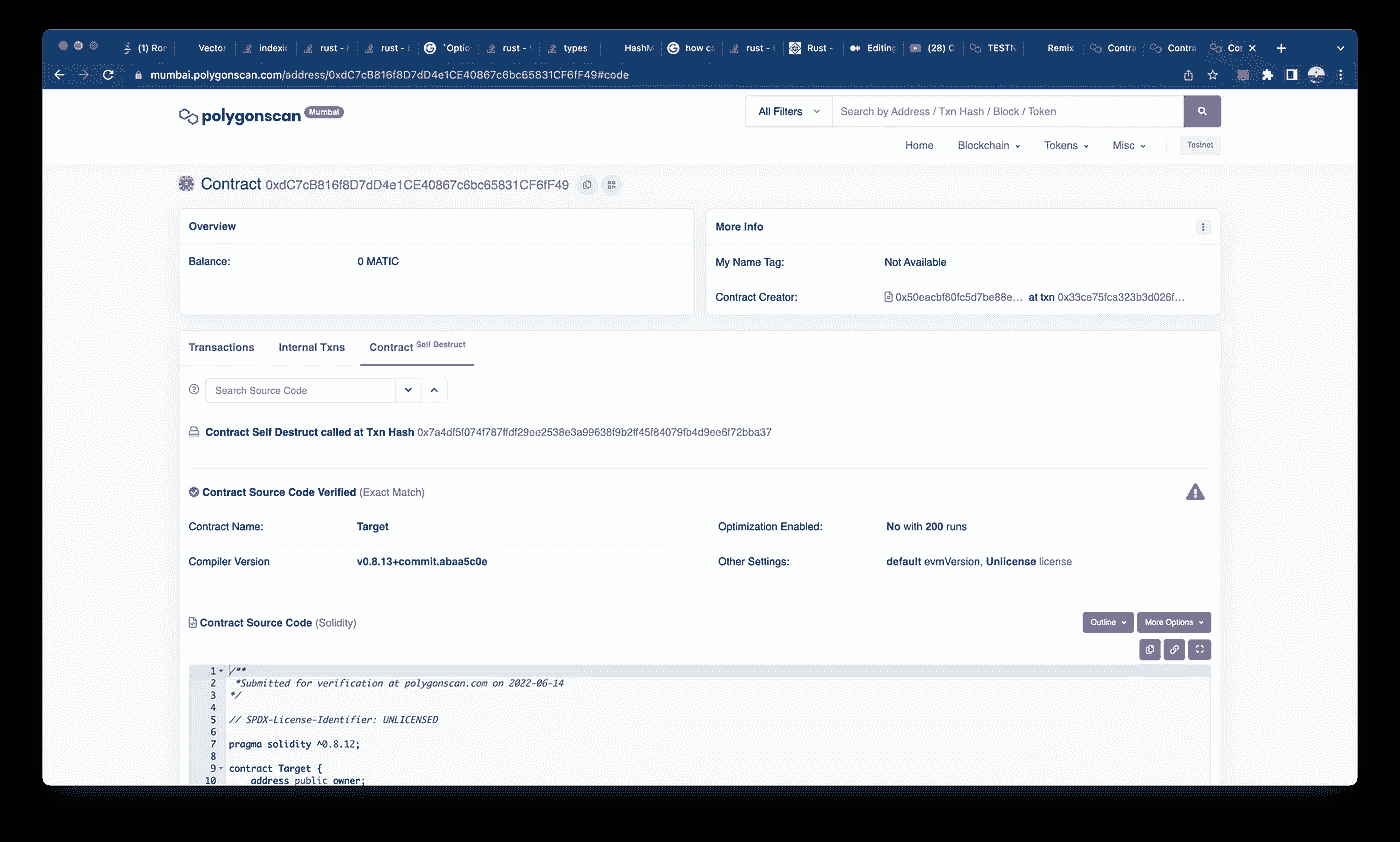 (1) Ror Vector indexi rust - I rust - i `Optio rust - types HashM how ca rust - Rust - Editing (28) C TESTN Remix Contra Contra Cor
mumbai.polygonscan.com/address/0xdC7cB816f8D7dD4e1CE40867c6bc65831CF6fF49#code
polygonscan Mumbai All Filters Search by Address / Txn Hash / Block / Token
Home Blockchain Tokens Misc Testnet
Contract 0xdC7cB816f8D7dD4e1CE40867c6bc65831CF6fF49
Overview More Info
Balance: 0 MATIC My Name Tag: Not Available
Contract Creator: 0x50eacbf80fc5d7be88e... at txn 0x33ce75fca323b3d026f...
Transactions Internal Txns Contract Self Destruct
Search Source Code
Contract Self Destruct called at Txn Hash 0x7a4df5f074f787ffdf29ee2538e3a99638f9b2ff45f84079fb4d9ee6f72bba37
Contract Source Code Verified (Exact Match)
Contract Name: Target Optimization Enabled: No with 200 runs
Compiler Version v0.8.13+commit.abaa5c0e Other Settings: default evmVersion, Unlicense license
Contract Source Code (Solidity) Outline More Options
1 /**
2 *Submitted for verification at polygonscan.com on 2022-06-14
3 */
4
5 // SPDX-License-Identifier: UNLICENSED
6
7 pragma solidity ^0.8.12;
8
9 contract Target {
10 address public owner;